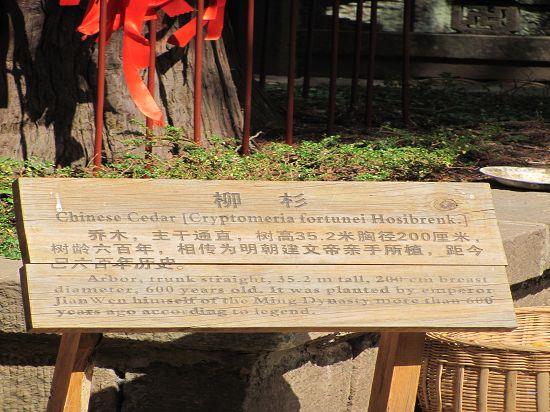 柳杉
Chinese Cedar [Cryptomeria fortunei Hosibrenk.]
乔木，主干通直，树高35.2米胸径200厘米，
树龄六百年，相传为明朝建文帝亲手所植，距今
已六百年历史。
Arbor, trunk straight, 35.2 m tall, 200 cm breast
diameter, 600 years old. It was planted by emperor
JianWen himself of the Ming Dynasty more than 600
years ago according to legend.